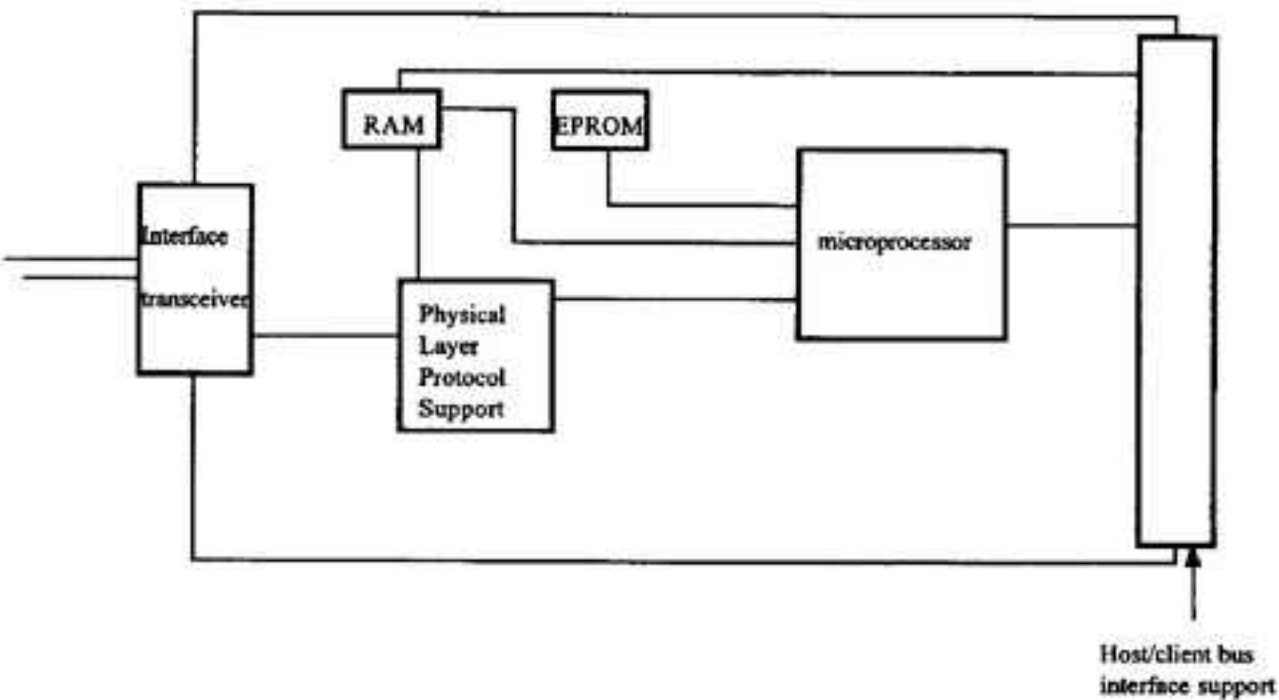 RAM
EPROM
Interface
transceiver
microprocessor
Physical
Layer
Protocol
Support
Host/client bus
interface support